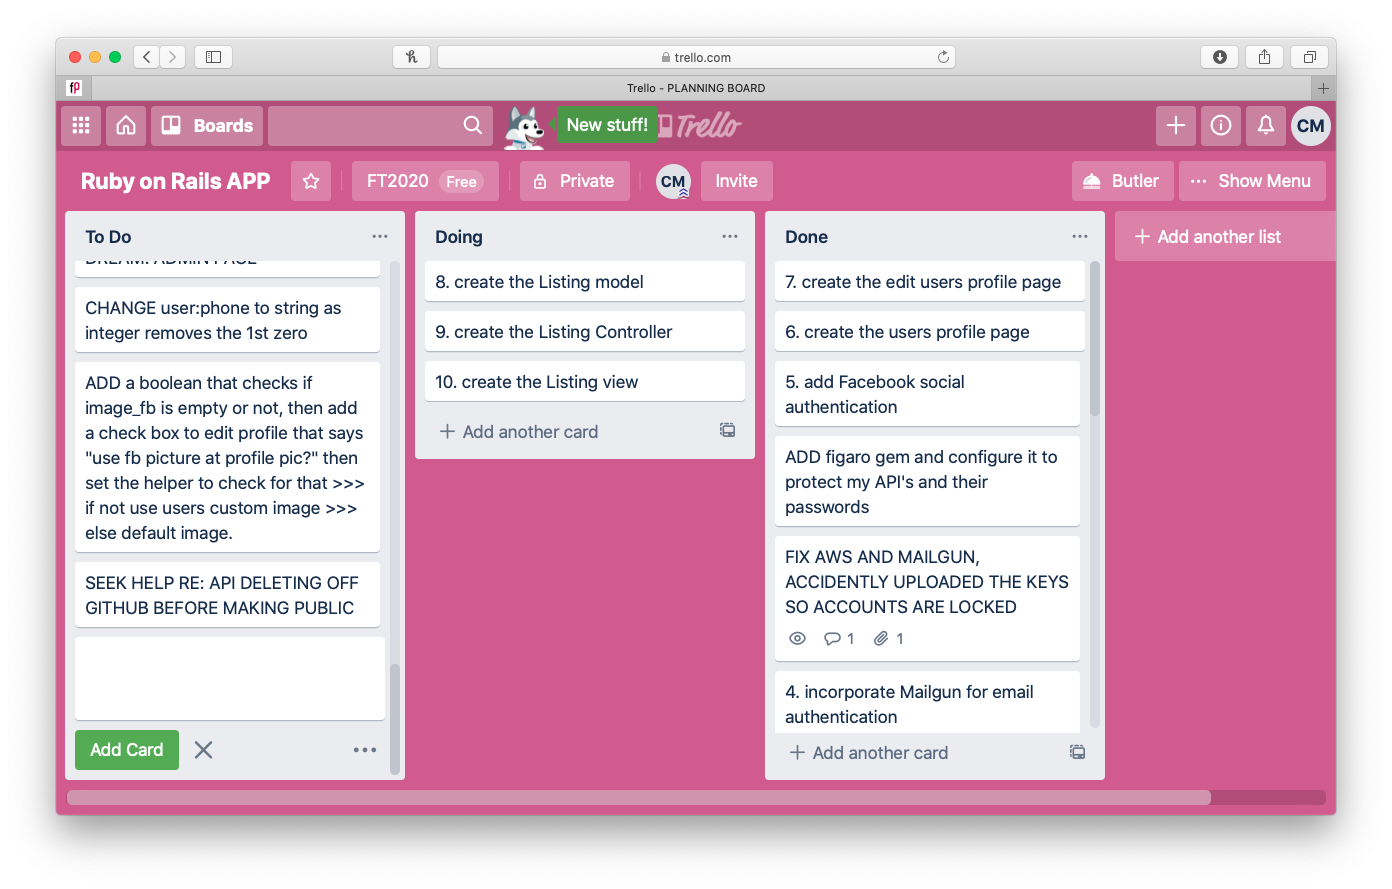 trello.com
fp
Trello - PLANNING BOARD
Boards
New stuff!
Trello
CM
Ruby on Rails APP
FT2020
Free
Private
CM
Invite
Butler
Show Menu
To Do
DREAM: ADMIN PAGE
CHANGE user:phone to string as
integer removes the 1st zero
ADD a boolean that checks if
image_fb is empty or not, then add
a check box to edit profile that says
"use fb picture at profile pic?" then
set the helper to check for that >>>
if not use users custom image >>>
else default image.
SEEK HELP RE: API DELETING OFF
GITHUB BEFORE MAKING PUBLIC
Add Card
Doing
8. create the Listing model
9. create the Listing Controller
10. create the Listing view
Add another card
Done
7. create the edit users profile page
6. create the users profile page
5. add Facebook social
authentication
ADD figaro gem and configure it to
protect my API's and their
passwords
FIX AWS AND MAILGUN,
ACCIDENTLY UPLOADED THE KEYS
SO ACCOUNTS ARE LOCKED
1
1
4. incorporate Mailgun for email
authentication
Add another card
Add another list